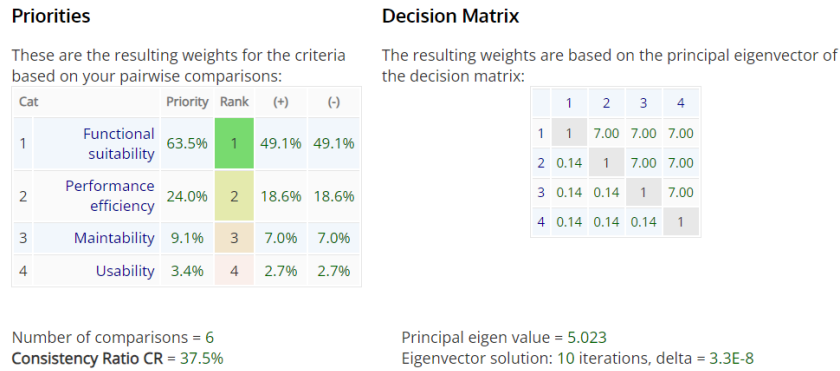 Priorities
These are the resulting weights for the criteria
based on your pairwise comparisons:
Cat Priority Rank (+) (-)
1 Functional suitability 63.5% 1 49.1% 49.1%
2 Performance efficiency 24.0% 2 18.6% 18.6%
3 Maintability 9.1% 3 7.0% 7.0%
4 Usability 3.4% 4 2.7% 2.7%
Number of comparisons = 6
Consistency Ratio CR = 37.5%
Decision Matrix
The resulting weights are based on the principal eigenvector of
the decision matrix:
1 2 3 4
1 1 7.00 7.00 7.00
2 0.14 1 7.00 7.00
3 0.14 0.14 1 7.00
4 0.14 0.14 0.14 1
Principal eigen value = 5.023
Eigenvector solution: 10 iterations, delta = 3.3E-8